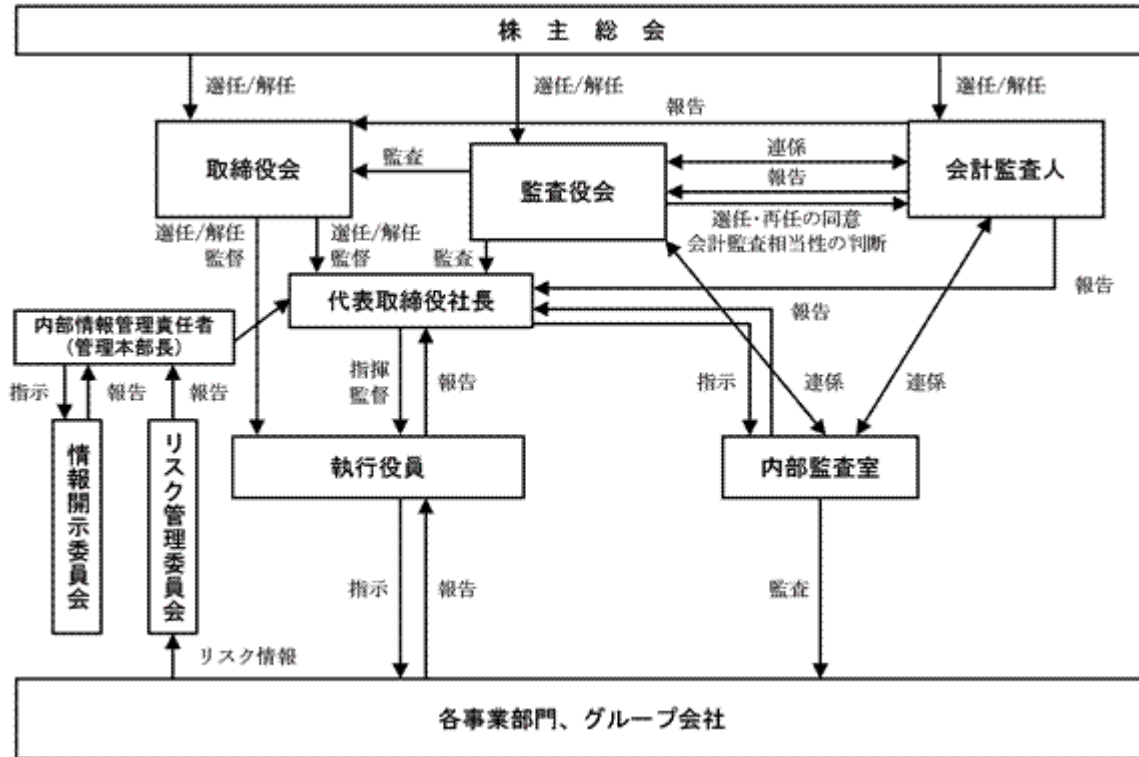 株主総会
選任/解任
選任/解任
選任/解任
報告
取締役会
監査
監査役会
連係
報告
会計監査人
選任・再任の同意
会計監査相当性の判断
選任/解任
監督
選任/解任
監督
監査
代表取締役社長
報告
報告
内部情報管理責任者
(管理本部長)
指示
報告
報告
指揮
監督
報告
指示
連係
連係
情報開示委員会
リスク管理委員会
執行役員
内部監査室
指示
報告
監査
リスク情報
各事業部門、グループ会社